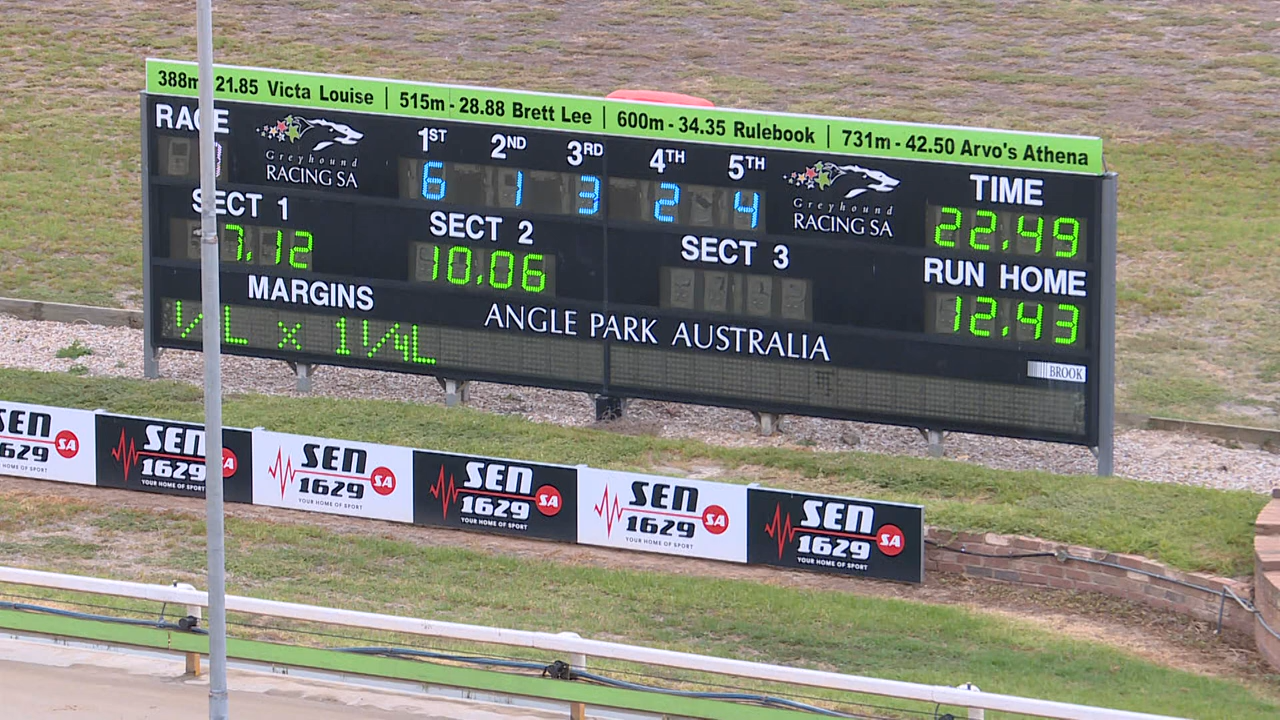 388m 21.85 Victa Louise | 515m - 28.88 Brett Lee | 600m - 34.35 Rulebook | 731m - 42.50 Arvo's Athena
RACE
Greyhound
RACING SA
1ST 2ND 3RD 4TH 5TH
6 1 3 2 4
Greyhound
RACING SA
TIME
22.49
SECT 1
7.12
SECT 2
10.06
SECT 3
RUN HOME
12.43
MARGINS
L x 1 1/4L
ANGLE PARK AUSTRALIA
BROOK
SEN
1629
SA
YOUR HOME OF SPORT
SEN
1629
SA
YOUR HOME OF SPORT
SEN
1629
SA
YOUR HOME OF SPORT
SEN
1629
SA
YOUR HOME OF SPORT
SEN
1629
SA
YOUR HOME OF SPORT
SEN
1629
SA
YOUR HOME OF SPORT